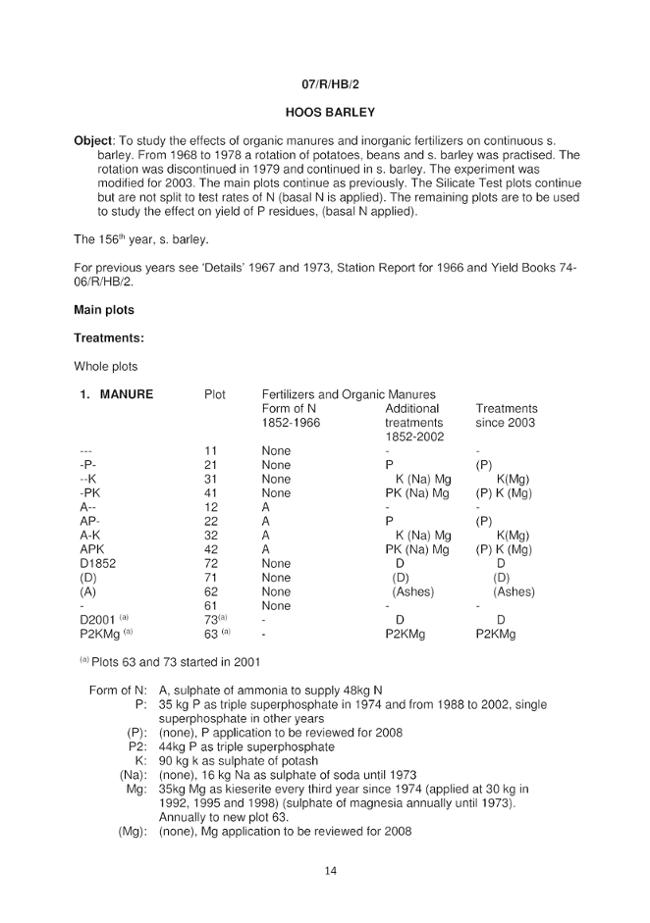 07/R/HB/2
HOOS BARLEY
Object: To study the effects of organic manures and inorganic fertilizers on continuous s.
barley. From 1968 to 1978 a rotation of potatoes, beans and s. barley was practised. The
rotation was discontinued in 1979 and continued in s. barley. The experiment was
modified for 2003. The main plots continue as previously. The Silicate Test plots continue
but are not split to test rates of N (basal N is applied). The remaining plots are to be used
to study the effect on yield of P residues, (basal N applied).
The 156th year, s. barley.
For previous years see 'Details' 1967 and 1973, Station Report for 1966 and Yield Books 74-
06/R/HB/2.
Main plots
Treatments:
Whole plots
1. MANURE Plot Fertilizers and Organic Manures
Form of N Additional Treatments
1852-1966 treatments since 2003
1852-2002
--- 11 None - -
-P- 21 None P (P)
--K 31 None K (Na) Mg K(Mg)
-PK 41 None PK (Na) Mg (P) K (Mg)
A-- 12 A - -
AP- 22 A P (P)
A-K 32 A K (Na) Mg K(Mg)
APK 42 A PK (Na) Mg (P) K (Mg)
D1852 72 None D D
(D) 71 None (D) (D)
(A) 62 None (Ashes) (Ashes)
- 61 None - -
D2001 (a) 73(a) - D D
P2KMg (a) 63 (a) - P2KMg P2KMg
(a) Plots 63 and 73 started in 2001
Form of N: A, sulphate of ammonia to supply 48kg N
P: 35 kg P as triple superphosphate in 1974 and from 1988 to 2002, single
superphosphate in other years
(P): (none), P application to be reviewed for 2008
P2: 44kg P as triple superphosphate
K: 90 kg k as sulphate of potash
(Na): (none), 16 kg Na as sulphate of soda until 1973
Mg: 35kg Mg as kieserite every third year since 1974 (applied at 30 kg in
1992, 1995 and 1998) (sulphate of magnesia annually until 1973).
Annually to new plot 63.
(Mg): (none), Mg application to be reviewed for 2008
14